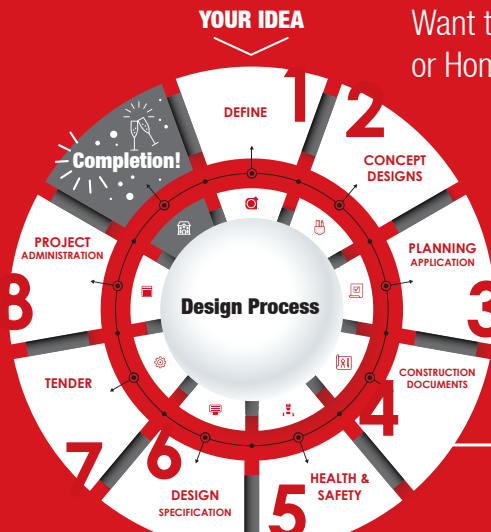 YOUR IDEA
Want t
or Hom
1
DEFINE
2
CONCEPT
DESIGNS
3
PLANNING
APPLICATION
4
CONSTRUCTION
DOCUMENTS
5
HEALTH &
SAFETY
6
DESIGN
SPECIFICATION
7
TENDER
8
PROJECT
ADMINISTRATION
Completion!
Design Process